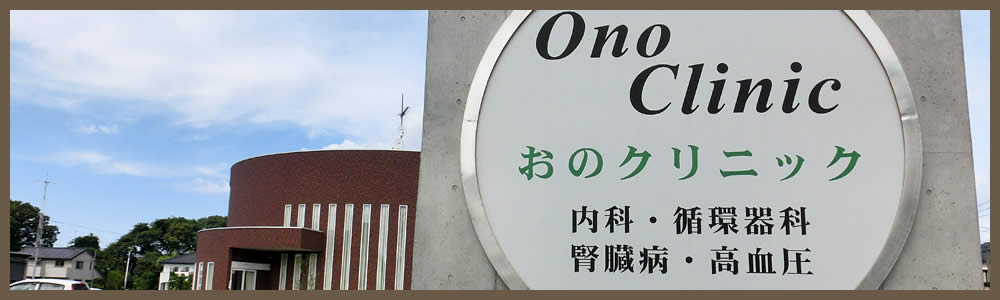 Ono
Clinic
おのクリニック
内科・循環器科
腎臓病・高血圧